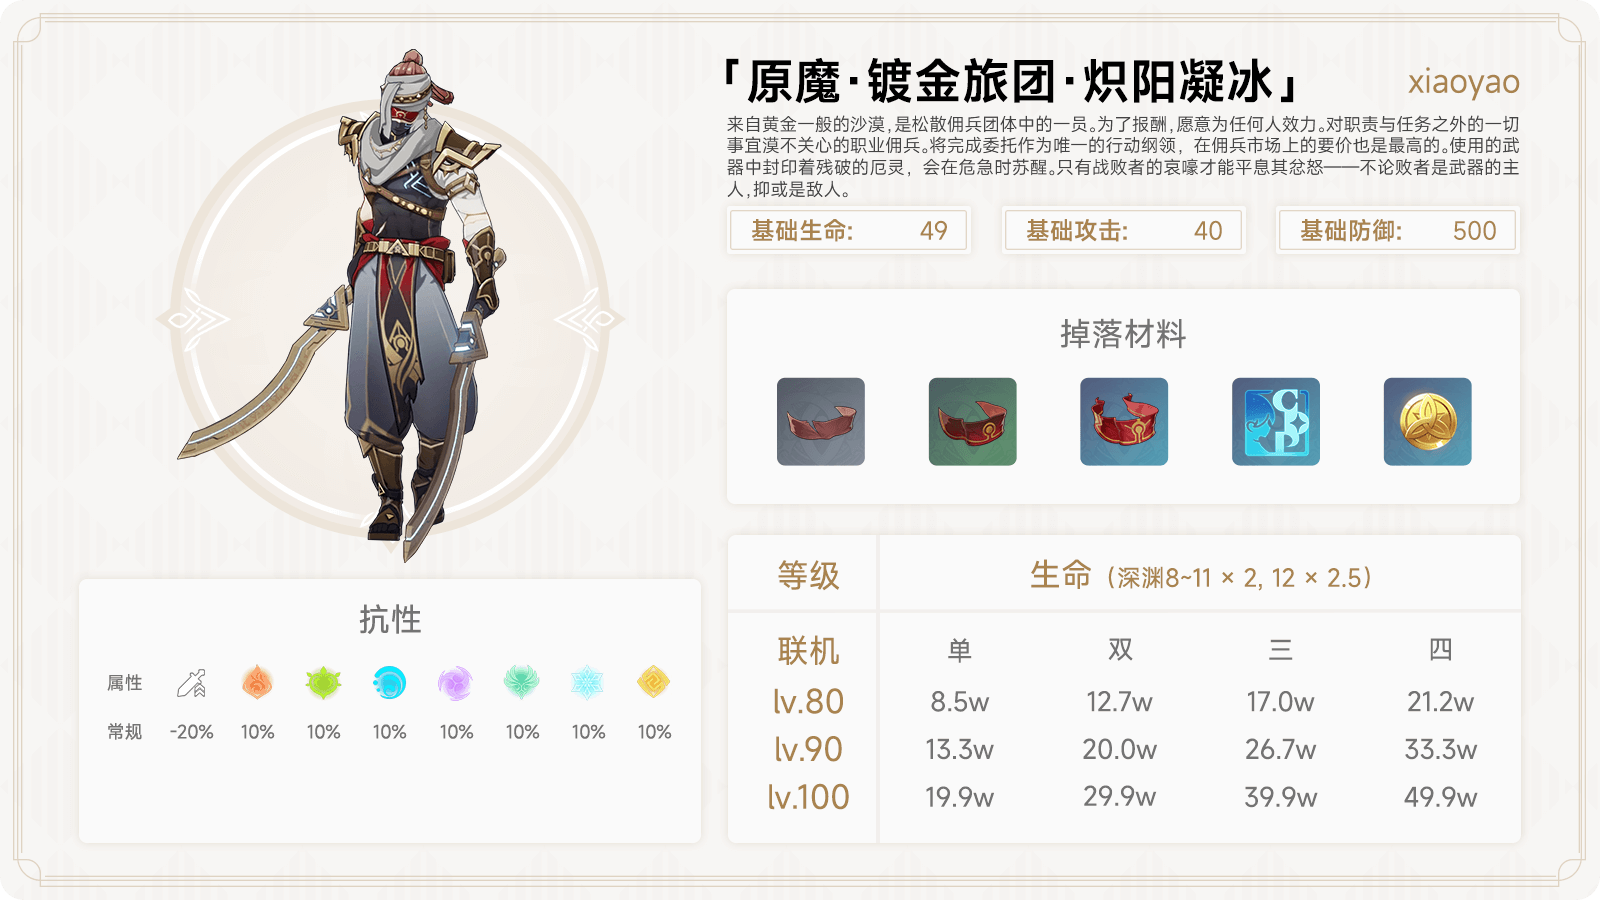 「原魔·镀金旅团·炽阳凝冰」
xiaoyao
来自黄金一般的沙漠,是松散佣兵团体中的一员。为了报酬,愿意为任何人效力。对职责与任务之外的一切
事宜漠不关心的职业佣兵。将完成委托作为唯一的行动纲领，在佣兵市场上的要价也是最高的。使用的武
器中封印着残破的厄灵，会在危急时苏醒。只有战败者的哀嚎才能平息其忿怒——不论败者是武器的主
人,抑或是敌人。
基础生命: 49
基础攻击: 40
基础防御: 500
掉落材料
COP
等级 生命（深渊8~11 × 2, 12 × 2.5）
联机 单 双 三 四
lv.80 8.5w 12.7w 17.0w 21.2w
lv.90 13.3w 20.0w 26.7w 33.3w
lv.100 19.9w 29.9w 39.9w 49.9w
抗性
属性
常规 -20% 10% 10% 10% 10% 10% 10% 10%